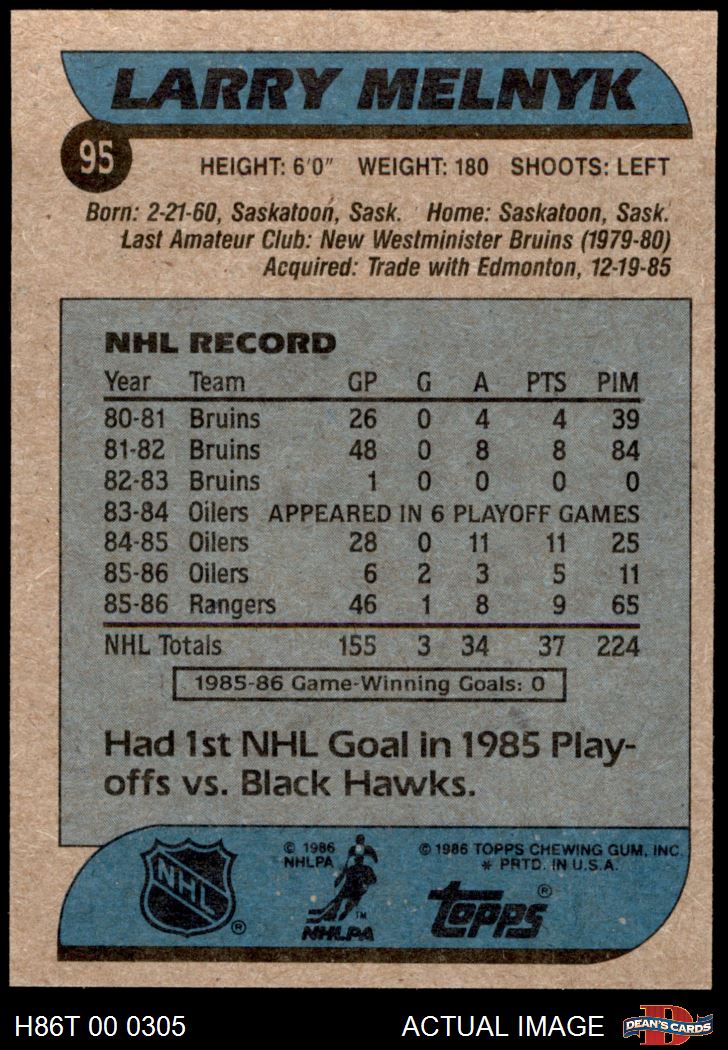 LARRY MELNYK
95
HEIGHT: 6'0" WEIGHT: 180 SHOOTS: LEFT
Born: 2-21-60, Saskatoon, Sask. Home: Saskatoon, Sask.
Last Amateur Club: New Westminister Bruins (1979-80)
Acquired: Trade with Edmonton, 12-19-85
NHL RECORD
Year Team GP G A PTS PIM
80-81 Bruins 26 0 4 4 39
81-82 Bruins 48 0 8 8 84
82-83 Bruins 1 0 0 0 0
83-84 Oilers APPEARED IN 6 PLAYOFF GAMES
84-85 Oilers 28 0 11 11 25
85-86 Oilers 6 2 3 5 11
85-86 Rangers 46 1 8 9 65
NHL Totals 155 3 34 37 224
1985-86 Game-Winning Goals: 0
Had 1st NHL Goal in 1985 Play-
offs vs. Black Hawks.
NHL ®
© 1986
NHLPA
TM
NHLPA
© 1986 TOPPS CHEWING GUM, INC.
* PRTD. IN U.S.A.
topps ®
H86T 00 0305 ACTUAL IMAGE
D
DEAN'S CARDS